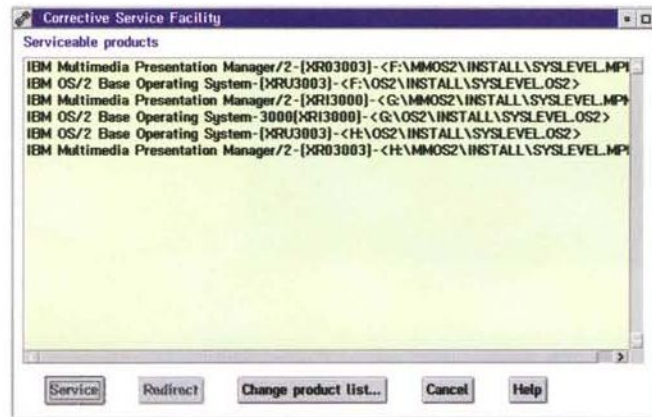 Corrective Service Facility
Serviceable products
IBM Multimedia Presentation Manager/2-[XR03003]-<F:\MMOS2\INSTALL\SYSLEVEL.MPM
IBM OS/2 Base Operating System-[XRU3003]-<F:\OS2\INSTALL\SYSLEVEL.OS2>
IBM Multimedia Presentation Manager/2-[XRI3000]-<G:\MMOS2\INSTALL\SYSLEVEL.MPM
IBM OS/2 Base Operating System-3000[XRI3000]-<G:\OS2\INSTALL\SYSLEVEL.OS2>
IBM OS/2 Base Operating System-[XRU3003]-<H:\OS2\INSTALL\SYSLEVEL.OS2>
IBM Multimedia Presentation Manager/2-[XR03003]-<H:\MMOS2\INSTALL\SYSLEVEL.MPM
Service Redirect Change product list... Cancel Help